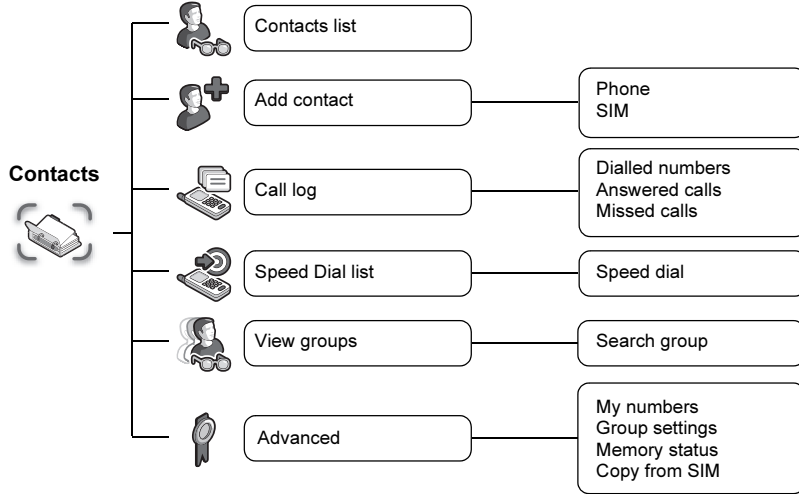 Contacts
Contacts list
Add contact
Phone
SIM
Call log
Dialled numbers
Answered calls
Missed calls
Speed Dial list
Speed dial
View groups
Search group
Advanced
My numbers
Group settings
Memory status
Copy from SIM